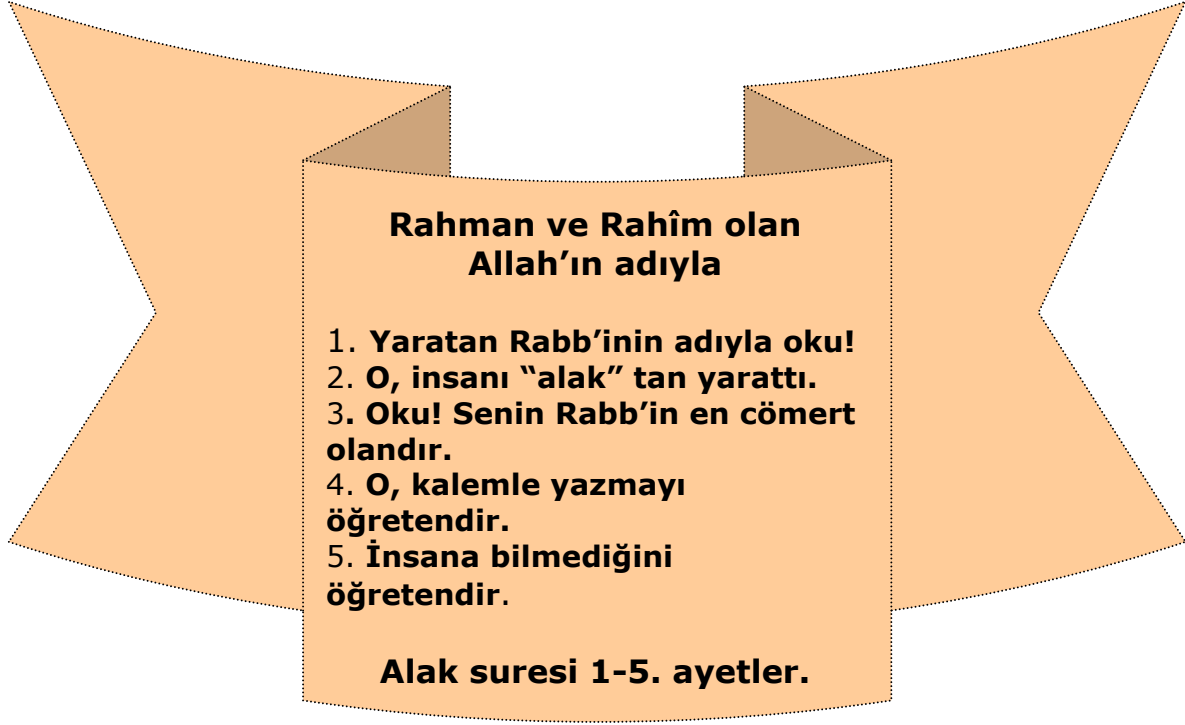 Rahman ve Rahîm olan
Allah’ın adıyla
1. Yaratan Rabb’inin adıyla oku!
2. O, insanı “alak” tan yarattı.
3. Oku! Senin Rabb’in en cömert
olandır.
4. O, kalemle yazmayı
öğretendir.
5. İnsana bilmediğini
öğretendir.
Alak suresi 1-5. ayetler.